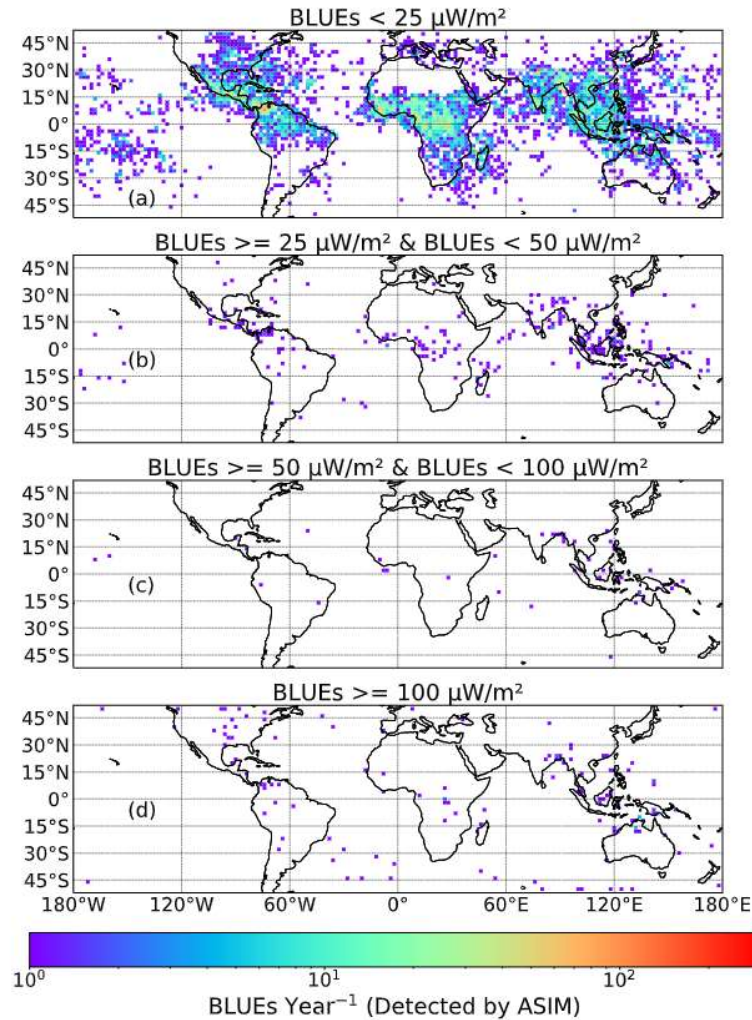 BLUEs < 25 μW/m²
45°N
30°N
15°N
0°
15°S
30°S
45°S
(a)
BLUEs >= 25 μW/m² & BLUEs < 50 μW/m²
45°N
30°N
15°N
0°
15°S
30°S
45°S
(b)
BLUEs >= 50 μW/m² & BLUEs < 100 μW/m²
45°N
30°N
15°N
0°
15°S
30°S
45°S
(c)
BLUEs >= 100 μW/m²
45°N
30°N
15°N
0°
15°S
30°S
45°S
(d)
180°W 120°W 60°W 0° 60°E 120°E 180°E
10⁰ 10¹ 10²
BLUEs Year⁻¹ (Detected by ASIM)